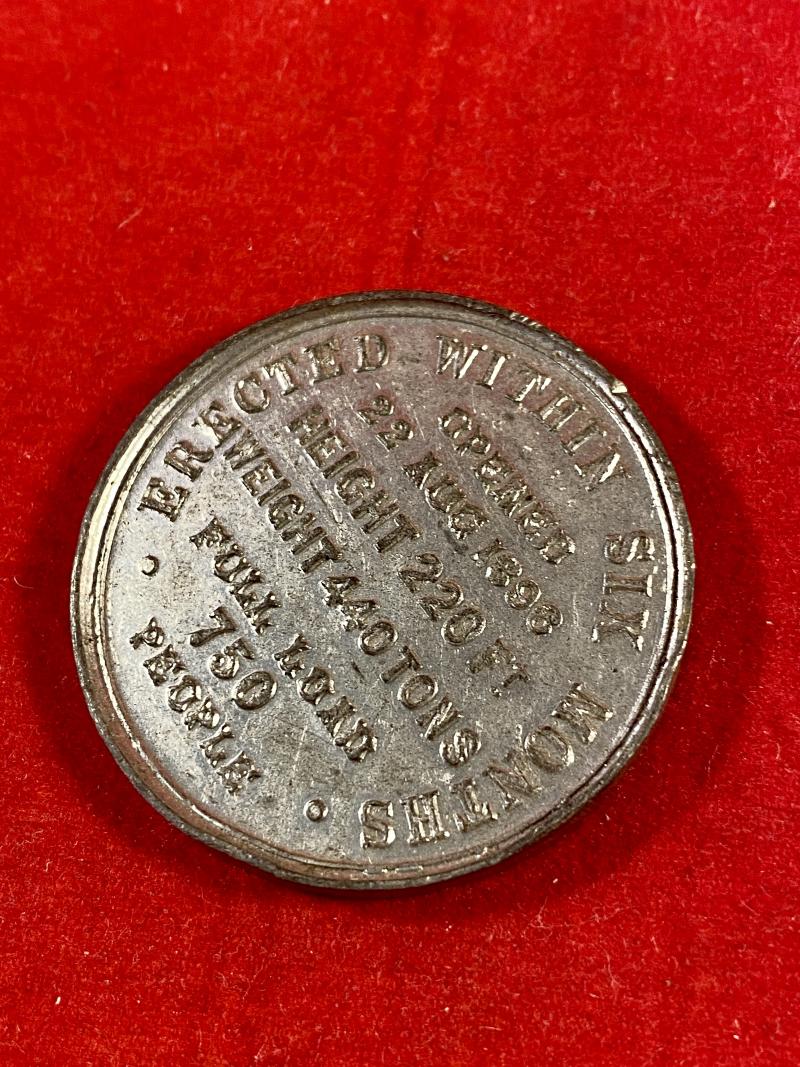 ERECTED WITHIN SIX MONTHS
OPENED
22 AUG 1896
HEIGHT 220 FT
WEIGHT 440 TONS
FULL LOAD
750
PEOPLE